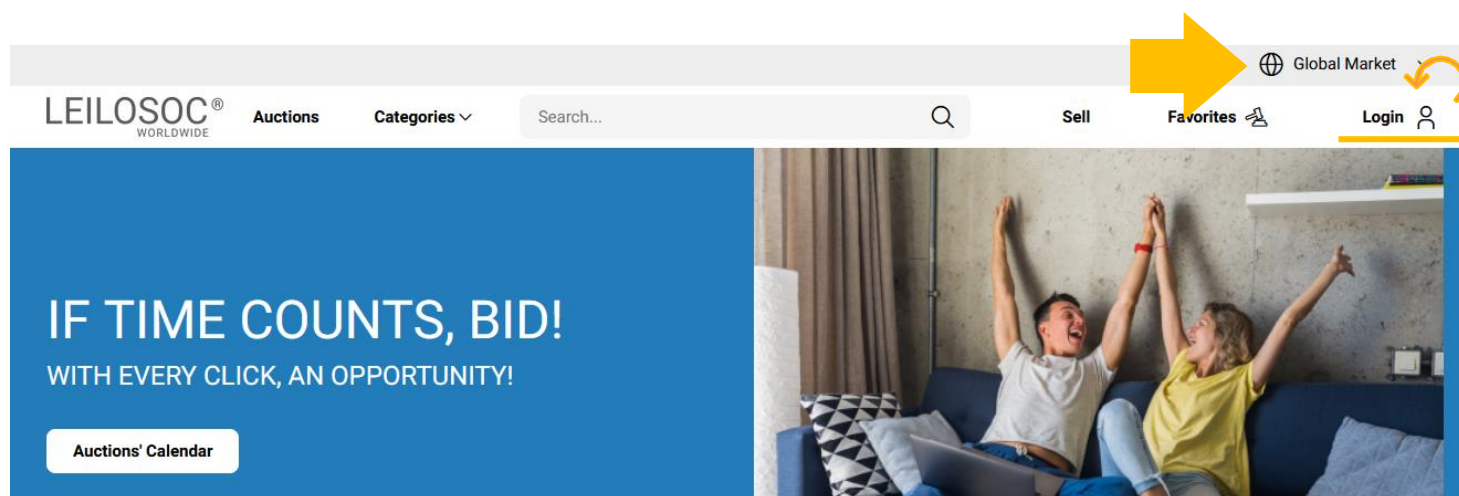 Global Market
LEILOSOC®
WORLDWIDE
Auctions
Categories
Search...
Sell
Favorites
Login
IF TIME COUNTS, BID!
WITH EVERY CLICK, AN OPPORTUNITY!
Auctions' Calendar